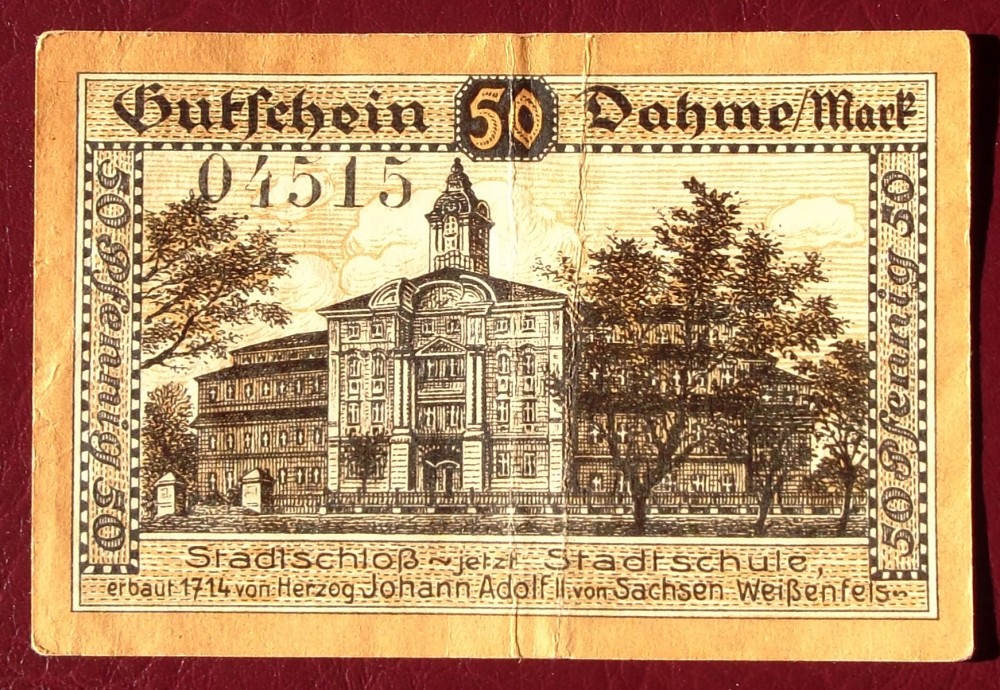 Gutschein 50 Dahme/Mark
04515
50 Pfennig 50
50 Pfennig 50
Stadtschloß ~ jetzt Stadtschule,
erbaut 1714 von Herzog Johann Adolf II. von Sachsen Weißenfels